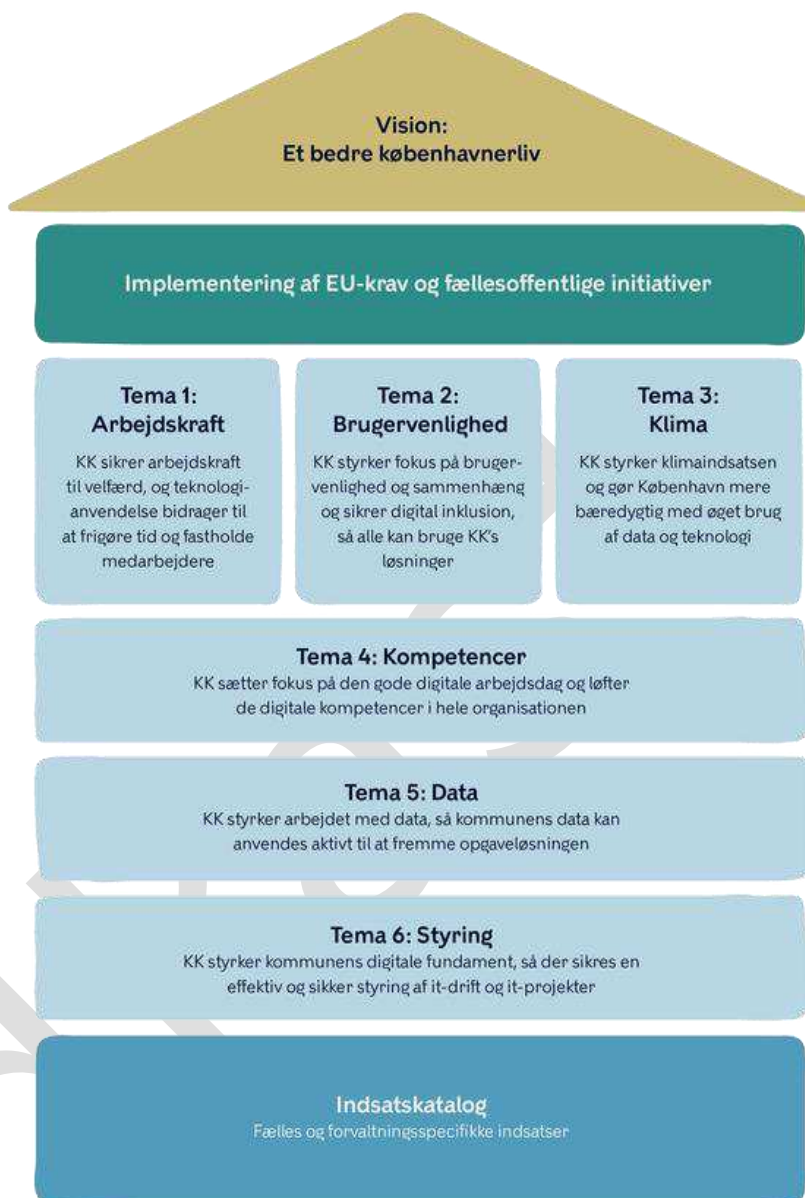 Vision:
Et bedre københavnerliv
Implementering af EU-krav og fællesoffentlige initiativer
Tema 1:
Arbejdskraft
KK sikrer arbejdskraft
til velfærd, og teknologi-
anvendelse bidrager til
at frigøre tid og fastholde
medarbejdere
Tema 2:
Brugervenlighed
KK styrker fokus på bruger-
venlighed og sammenhæng
og sikrer digital inklusion,
så alle kan bruge KK's
løsninger
Tema 3:
Klima
KK styrker klimaindsatsen
og gør København mere
bæredygtig med øget brug
af data og teknologi
Tema 4: Kompetencer
KK sætter fokus på den gode digitale arbejdsdag og løfter
de digitale kompetencer i hele organisationen
Tema 5: Data
KK styrker arbejdet med data, så kommunens data kan
anvendes aktivt til at fremme opgaveløsningen
Tema 6: Styring
KK styrker kommunens digitale fundament, så der sikres en
effektiv og sikker styring af it-drift og it-projekter
Indsatskatalog
Fælles og forvaltningsspecifikke indsatser